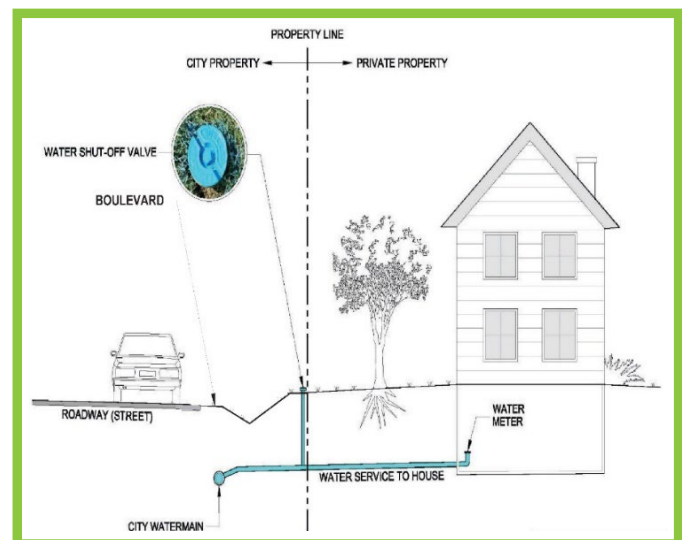 PROPERTY LINE
CITY PROPERTY
PRIVATE PROPERTY
WATER SHUT-OFF VALVE
BOULEVARD
ROADWAY (STREET)
WATER
METER
WATER SERVICE TO HOUSE
CITY WATERMAIN